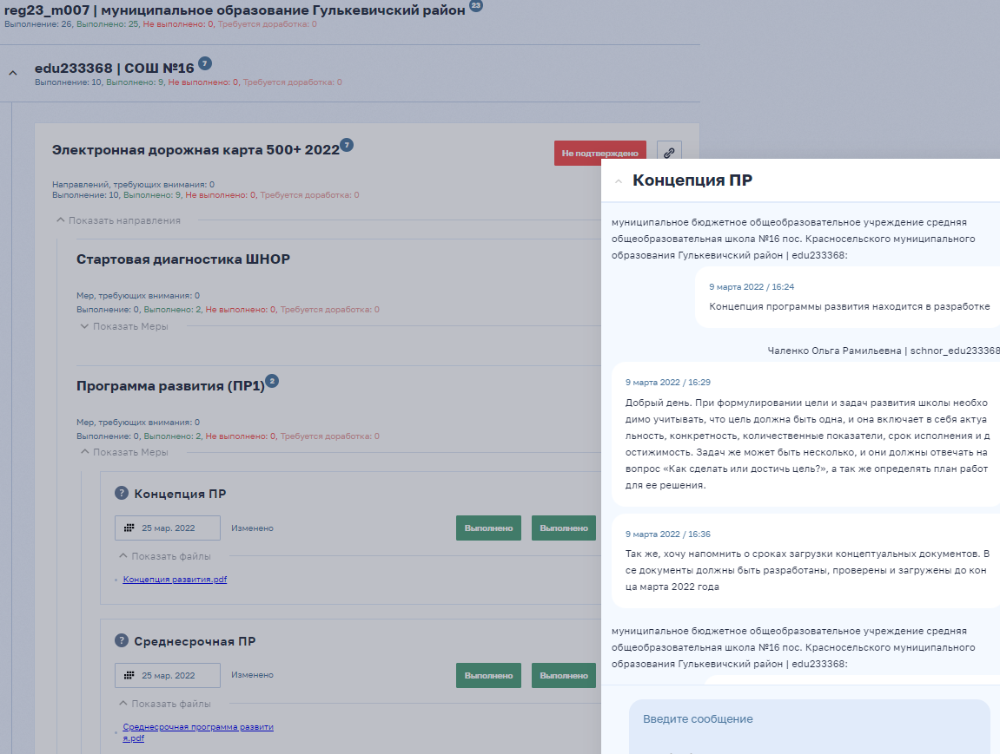 reg23_m007 | муниципальное образование Гулькевичский район 23
Выполнение: 26, Выполнено: 25, Не выполнено: 0, Требуется доработка: 0
edu233368 | СОШ №16 7
Выполнение: 10, Выполнено: 9, Не выполнено: 0, Требуется доработка: 0
Электронная дорожная карта 500+ 2022 7
Не подтверждено
Направлений, требующих внимания: 0
Выполнение: 10, Выполнено: 9, Не выполнено: 0, Требуется доработка: 0
Показать направления
Стартовая диагностика ШНОР
Мер, требующих внимания: 0
Выполнение: 0, Выполнено: 2, Не выполнено: 0, Требуется доработка: 0
Показать Меры
Программа развития (ПР1) 2
Мер, требующих внимания: 0
Выполнение: 0, Выполнено: 2, Не выполнено: 0, Требуется доработка: 0
Показать Меры
? Концепция ПР
25 мар. 2022 Изменено Выполнено Выполнено
Показать файлы
Концепция развития.pdf
? Среднесрочная ПР
25 мар. 2022 Изменено Выполнено Выполнено
Показать файлы
Среднесрочная программа развити
я.pdf
Концепция ПР
муниципальное бюджетное общеобразовательное учреждение средняя
общеобразовательная школа №16 пос. Красносельского муниципального
образования Гулькевичский район | edu233368:
9 марта 2022 / 16:24
Концепция программы развития находится в разработке
Чаленко Ольга Рамильевна | schnor_edu233368
9 марта 2022 / 16:29
Добрый день. При формулировании цели и задач развития школы необхо
димо учитывать, что цель должна быть одна, и она включает в себя актуа
льность, конкретность, количественные показатели, срок исполнения и д
остижимость. Задач же может быть несколько, и они должны отвечать на
вопрос «Как сделать или достичь цель?», а так же определять план работ
для ее решения.
9 марта 2022 / 16:36
Так же, хочу напомнить о сроках загрузки концептуальных документов. В
се документы должны быть разработаны, проверены и загружены до кон
ца марта 2022 года
муниципальное бюджетное общеобразовательное учреждение средняя
общеобразовательная школа №16 пос. Красносельского муниципального
образования Гулькевичский район | edu233368:
Введите сообщение